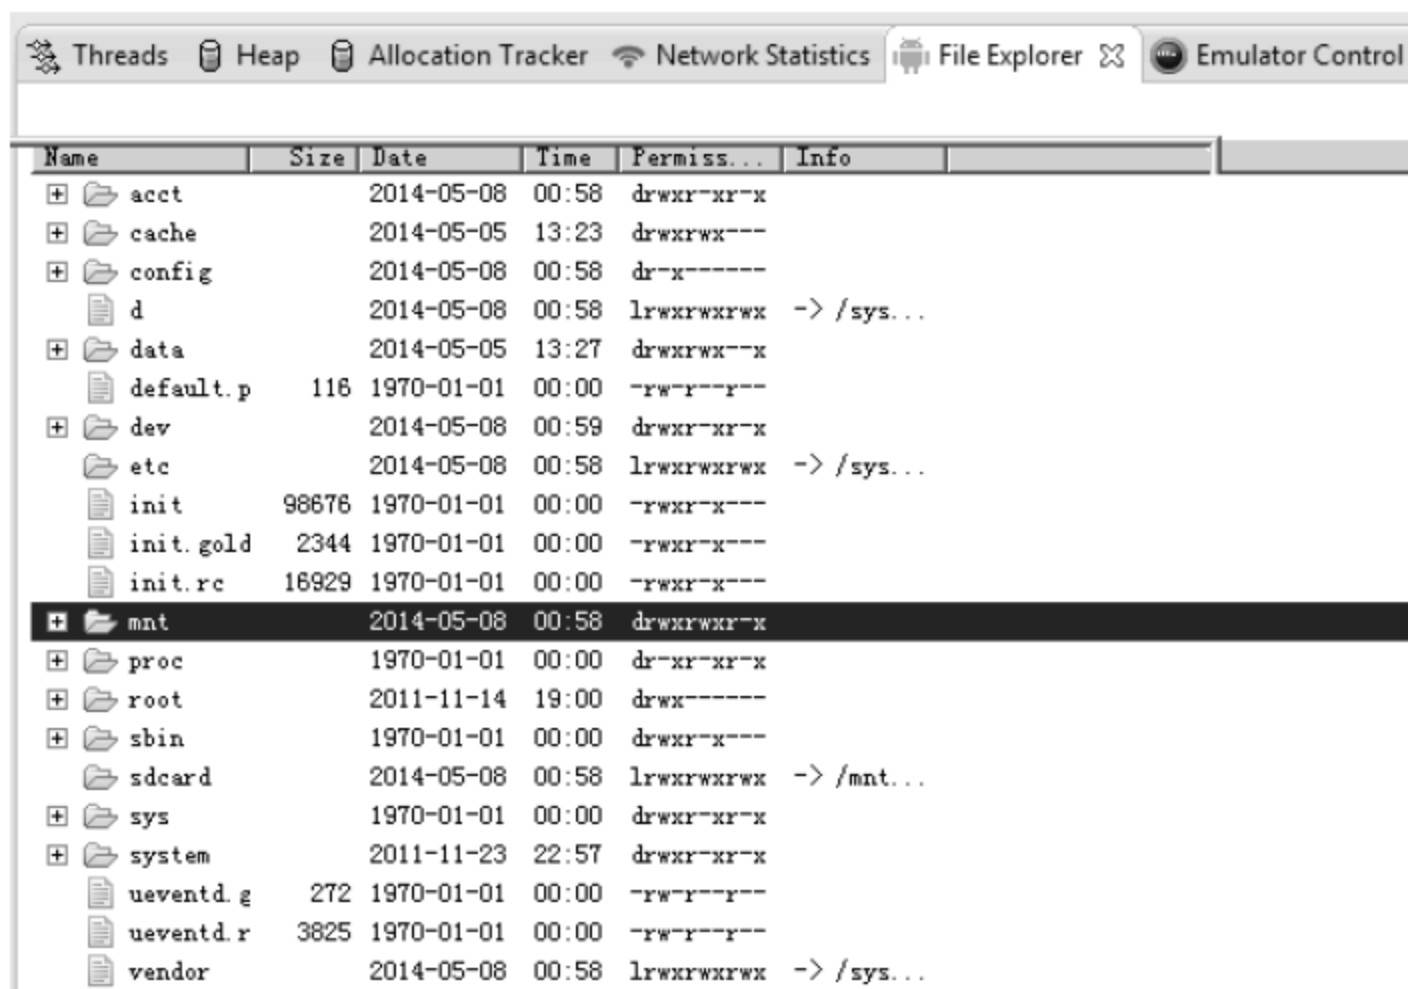 Threads Heap Allocation Tracker Network Statistics File Explorer Emulator Control
Name Size Date Time Permiss... Info
acct 2014-05-08 00:58 drwxr-xr-x
cache 2014-05-05 13:23 drwxrwx---
config 2014-05-08 00:58 dr-x------
d 2014-05-08 00:58 lrwxrwxrwx -> /sys...
data 2014-05-05 13:27 drwxrwx--x
default.p 116 1970-01-01 00:00 -rw-r--r--
dev 2014-05-08 00:59 drwxr-xr-x
etc 2014-05-08 00:58 lrwxrwxrwx -> /sys...
init 98676 1970-01-01 00:00 -rwxr-x---
init.gold 2344 1970-01-01 00:00 -rwxr-x---
init.rc 16929 1970-01-01 00:00 -rwxr-x---
mnt 2014-05-08 00:58 drwxrwxr-x
proc 1970-01-01 00:00 dr-xr-xr-x
root 2011-11-14 19:00 drwx------
sbin 1970-01-01 00:00 drwxr-x---
sdcard 2014-05-08 00:58 lrwxrwxrwx -> /mnt...
sys 1970-01-01 00:00 drwxr-xr-x
system 2011-11-23 22:57 drwxr-xr-x
ueventd.g 272 1970-01-01 00:00 -rw-r--r--
ueventd.r 3825 1970-01-01 00:00 -rw-r--r--
vendor 2014-05-08 00:58 lrwxrwxrwx -> /sys...